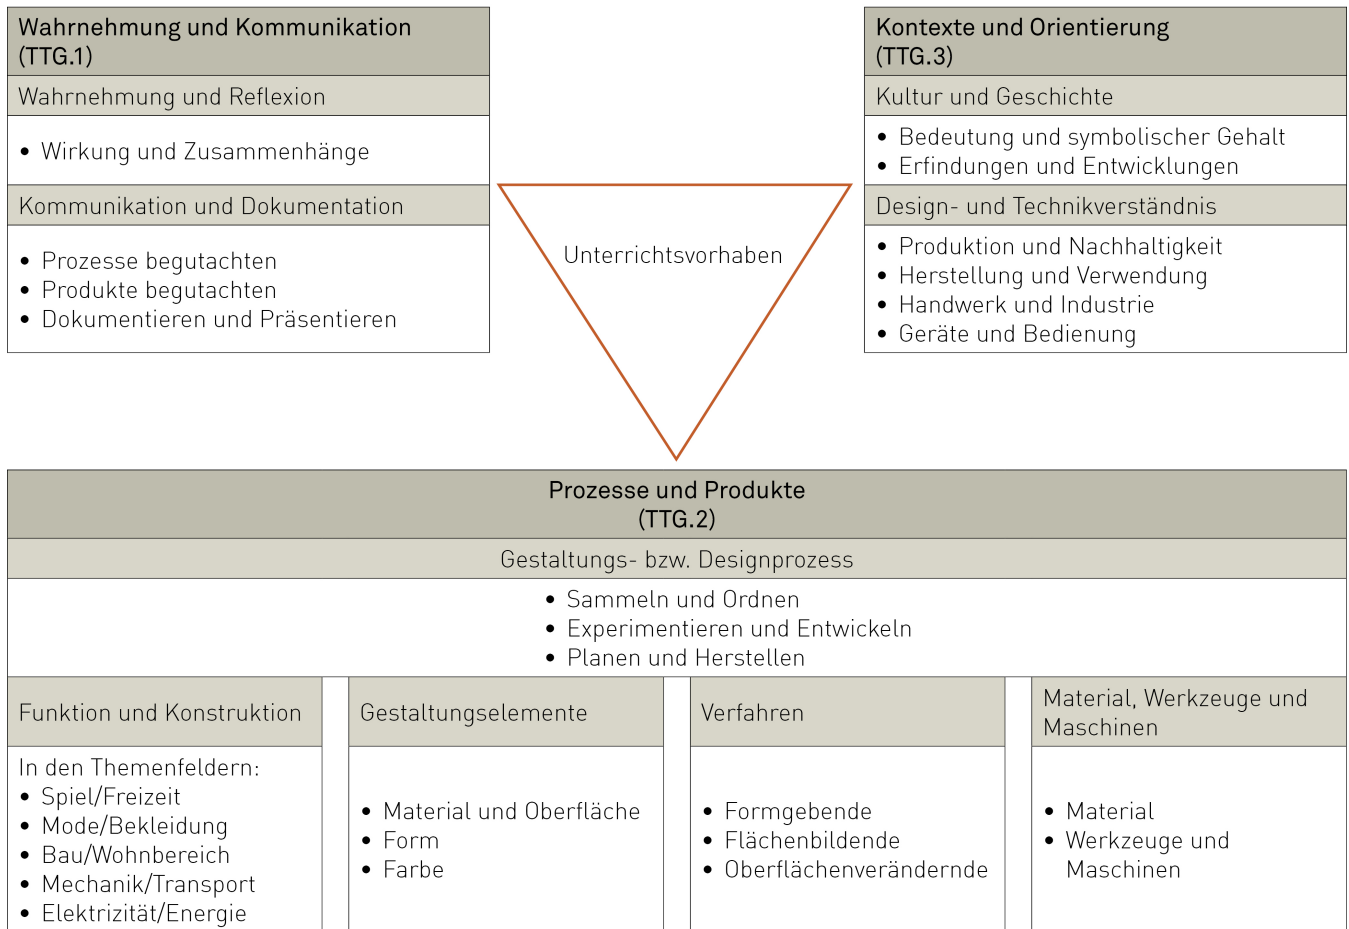 Wahrnehmung und Kommunikation
(TTG.1)
Wahrnehmung und Reflexion
• Wirkung und Zusammenhänge
Kommunikation und Dokumentation
• Prozesse begutachten
• Produkte begutachten
• Dokumentieren und Präsentieren
Kontexte und Orientierung
(TTG.3)
Kultur und Geschichte
• Bedeutung und symbolischer Gehalt
• Erfindungen und Entwicklungen
Design- und Technikverständnis
• Produktion und Nachhaltigkeit
• Herstellung und Verwendung
• Handwerk und Industrie
• Geräte und Bedienung
Unterrichtsvorhaben
Prozesse und Produkte
(TTG.2)
Gestaltungs- bzw. Designprozess
• Sammeln und Ordnen
• Experimentieren und Entwickeln
• Planen und Herstellen
Funktion und Konstruktion
In den Themenfeldern:
• Spiel/Freizeit
• Mode/Bekleidung
• Bau/Wohnbereich
• Mechanik/Transport
• Elektrizität/Energie
Gestaltungselemente
• Material und Oberfläche
• Form
• Farbe
Verfahren
• Formgebende
• Flächenbildende
• Oberflächenverändernde
Material, Werkzeuge und
Maschinen
• Material
• Werkzeuge und
Maschinen